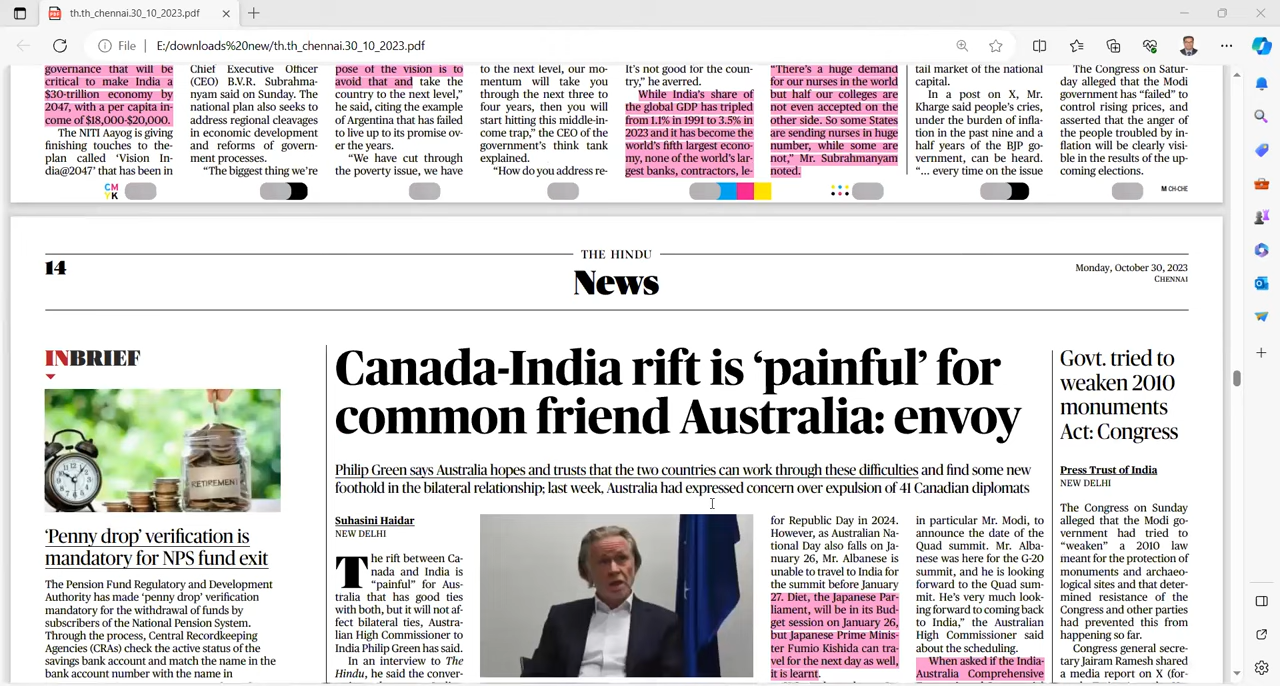 th.th_chennai.30_10_2023.pdf
File
E:/downloads%20new/th.th_chennai.30_10_2023.pdf
governance that will be
critical to make India a
$30-trillion economy by
2047, with a per capita in-
come of $18,000-$20,000.
The NITI Aayog is giving
finishing touches to the
plan called ‘Vision In-
dia@2047’ that has been in
Chief Executive Officer
(CEO) B.V.R. Subrahma-
nyam said on Sunday. The
national plan also seeks to
address regional cleavages
in economic development
and reforms of govern-
ment processes.
“The biggest thing we’re
pose of the vision is to
avoid that and take the
country to the next level,”
he said, citing the example
of Argentina that has failed
to live up to its promise ov-
er the years.
“We have cut through
the poverty issue, we have
to the next level, our mo-
mentum will take you
through the next three to
four years, then you will
start hitting this middle-in-
come trap,” the CEO of the
government’s think tank
explained.
“How do you address re-
It’s not good for the coun-
try,” he averred.
While India’s share of
the global GDP has tripled
from 1.1% in 1991 to 3.5% in
2023 and it has become the
world’s fifth largest econo-
my, none of the world’s lar-
gest banks, contractors, le-
“There’s a huge demand
for our nurses in the world
but half our colleges are
not even accepted on the
other side. So some States
are sending nurses in huge
number, while some are
not,” Mr. Subrahmanyam
noted.
tail market of the national
capital.
In a post on X, Mr.
Kharge said people’s cries,
under the burden of infla-
tion in the past nine and a
half years of the BJP go-
vernment, can be heard.
“... every time on the issue
The Congress on Satur-
day alleged that the Modi
government has “failed” to
control rising prices, and
asserted that the anger of
the people troubled by in-
flation will be clearly visi-
ble in the results of the up-
coming elections.
CM
YK
M CH-CHE
14
THE HINDU
News
Monday, October 30, 2023
CHENNAI
INBRIEF
RETIREMENT
‘Penny drop’ verification is
mandatory for NPS fund exit
The Pension Fund Regulatory and Development
Authority has made ‘penny drop’ verification
mandatory for the withdrawal of funds by
subscribers of the National Pension System.
Through the process, Central Recordkeeping
Agencies (CRAs) check the active status of the
savings bank account and match the name in the
bank account number with the name in
Canada-India rift is ‘painful’ for
common friend Australia: envoy
Philip Green says Australia hopes and trusts that the two countries can work through these difficulties and find some new
foothold in the bilateral relationship; last week, Australia had expressed concern over expulsion of 41 Canadian diplomats
Suhasini Haidar
NEW DELHI
The rift between Ca-
nada and India is
“painful” for Aus-
tralia that has good ties
with both, but it will not af-
fect bilateral ties, Austra-
lian High Commissioner to
India Philip Green has said.
In an interview to The
Hindu, he said the conver-
for Republic Day in 2024.
However, as Australian Na-
tional Day also falls on Ja-
nuary 26, Mr. Albanese is
unable to travel to India for
the summit before January
27. Diet, the Japanese Par-
liament, will be in its Bud-
get session on January 26,
but Japanese Prime Minis-
ter Fumio Kishida can tra-
vel for the next day as well,
it is learnt.
in particular Mr. Modi, to
announce the date of the
Quad summit. Mr. Alba-
nese was here for the G-20
summit, and he is looking
forward to the Quad sum-
mit. He’s very much look-
ing forward to coming back
to India,” the Australian
High Commissioner said
about the scheduling.
When asked if the India-
Australia Comprehensive
Govt. tried to
weaken 2010
monuments
Act: Congress
Press Trust of India
NEW DELHI
The Congress on Sunday
alleged that the Modi go-
vernment had tried to
“weaken” a 2010 law
meant for the protection of
monuments and archaeo-
logical sites and that deter-
mined resistance of the
Congress and other parties
had prevented this from
happening so far.
Congress general secre-
tary Jairam Ramesh shared
a media report on X (for-